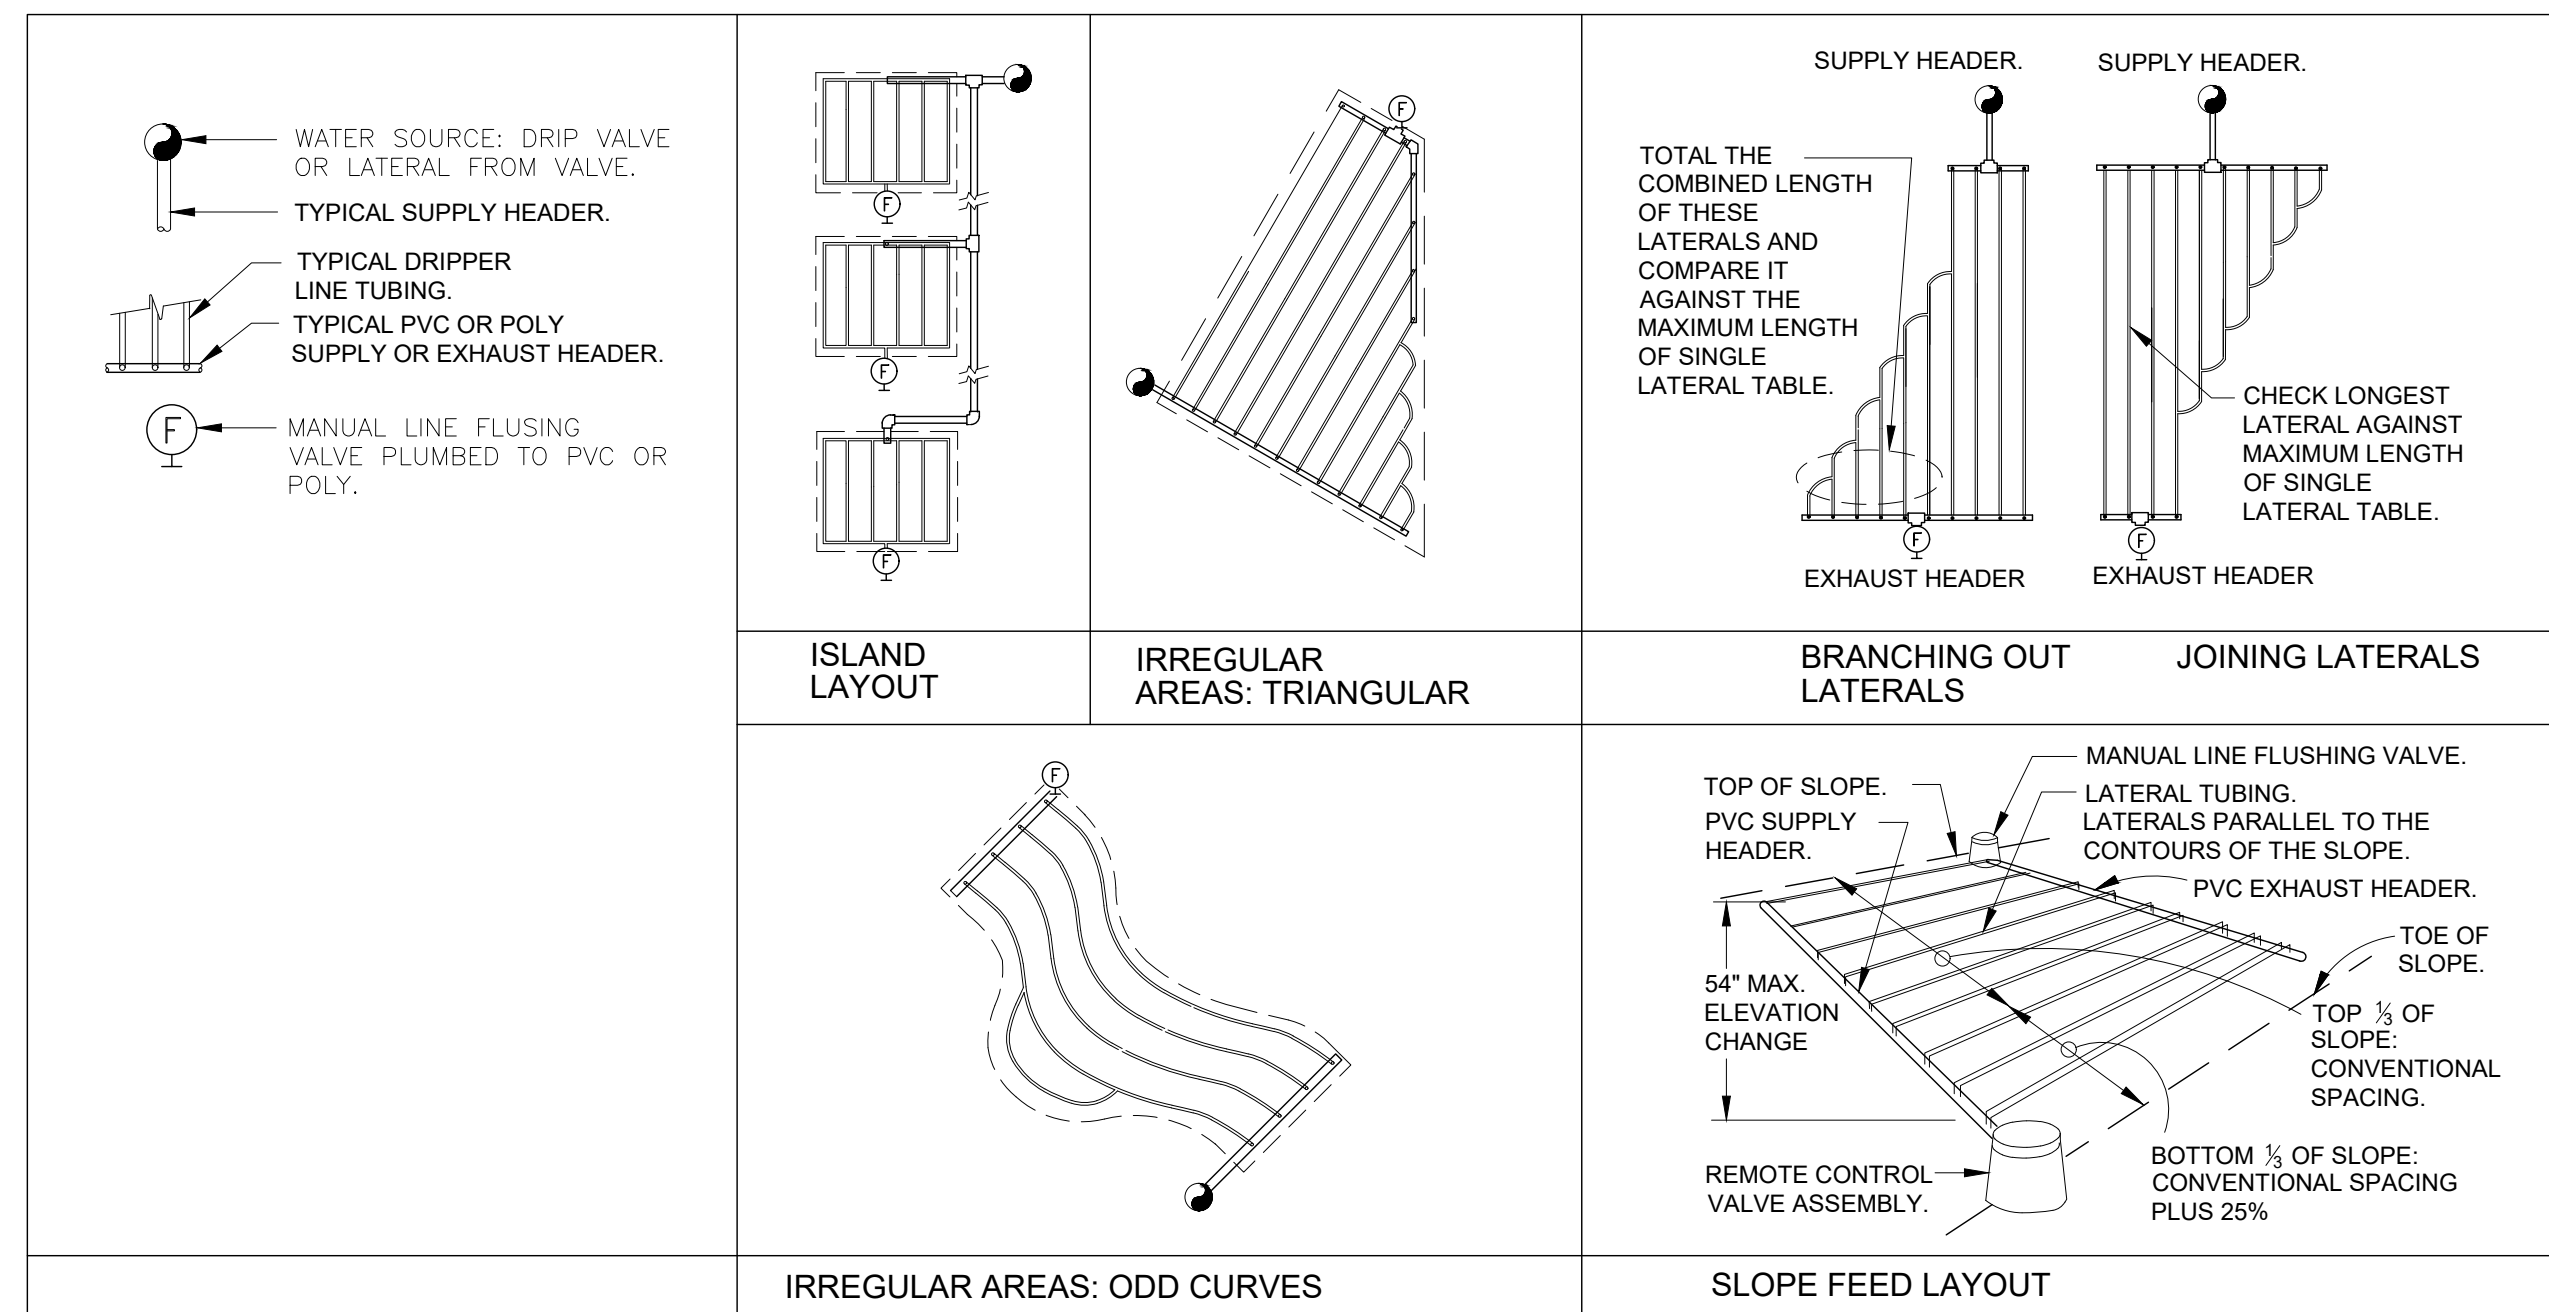 WATER SOURCE: DRIP VALVE
OR LATERAL FROM VALVE.
TYPICAL SUPPLY HEADER.
TYPICAL DRIPPER
LINE TUBING.
TYPICAL PVC OR POLY
SUPPLY OR EXHAUST HEADER.
F
MANUAL LINE FLUSING
VALVE PLUMBED TO PVC OR
POLY.
F
F
F
ISLAND
LAYOUT
F
IRREGULAR
AREAS: TRIANGULAR
SUPPLY HEADER.
TOTAL THE
COMBINED LENGTH
OF THESE
LATERALS AND
COMPARE IT
AGAINST THE
MAXIMUM LENGTH
OF SINGLE
LATERAL TABLE.
F
EXHAUST HEADER
BRANCHING OUT
LATERALS
SUPPLY HEADER.
CHECK LONGEST
LATERAL AGAINST
MAXIMUM LENGTH
OF SINGLE
LATERAL TABLE.
F
EXHAUST HEADER
JOINING LATERALS
F
IRREGULAR AREAS: ODD CURVES
MANUAL LINE FLUSHING VALVE.
TOP OF SLOPE.
LATERAL TUBING.
LATERALS PARALLEL TO THE
CONTOURS OF THE SLOPE.
PVC SUPPLY
HEADER.
PVC EXHAUST HEADER.
TOE OF
SLOPE.
54" MAX.
ELEVATION
CHANGE
TOP ⅓ OF
SLOPE:
CONVENTIONAL
SPACING.
BOTTOM ⅓ OF SLOPE:
CONVENTIONAL SPACING
PLUS 25%
REMOTE CONTROL
VALVE ASSEMBLY.
SLOPE FEED LAYOUT